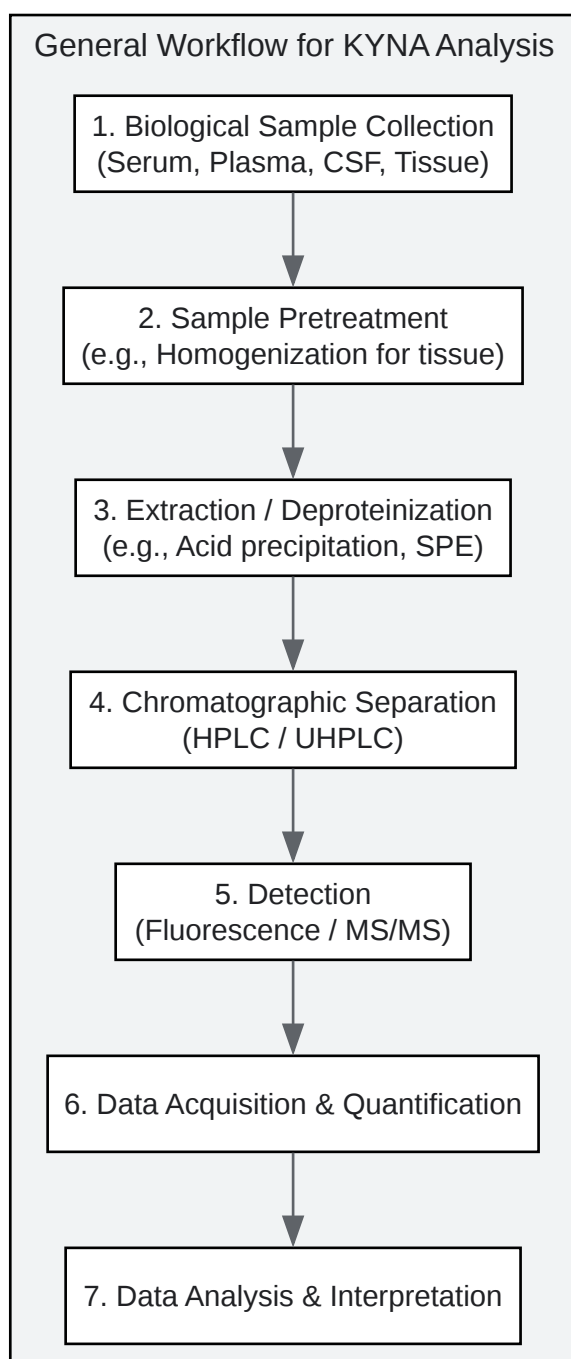 General Workflow for KYNA Analysis
1. Biological Sample Collection
(Serum, Plasma, CSF, Tissue)
2. Sample Pretreatment
(e.g., Homogenization for tissue)
3. Extraction / Deproteinization
(e.g., Acid precipitation, SPE)
4. Chromatographic Separation
(HPLC / UHPLC)
5. Detection
(Fluorescence / MS/MS)
6. Data Acquisition & Quantification
7. Data Analysis & Interpretation